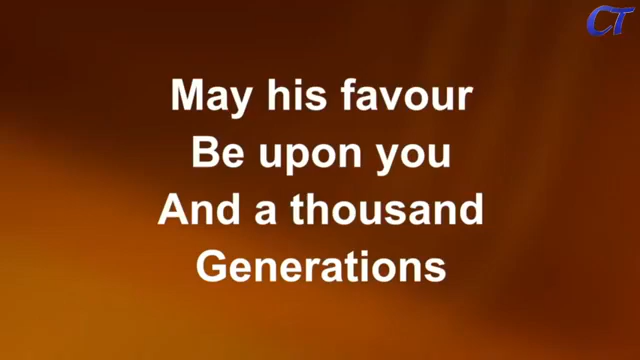 CT
May his favour
Be upon you
And a thousand
Generations